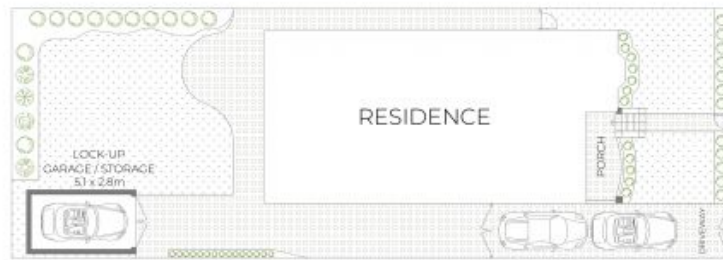 RESIDENCE
LOCK-UP
GARAGE / STORAGE
5.1 x 2.8m
PORCH
DRIVEWAY